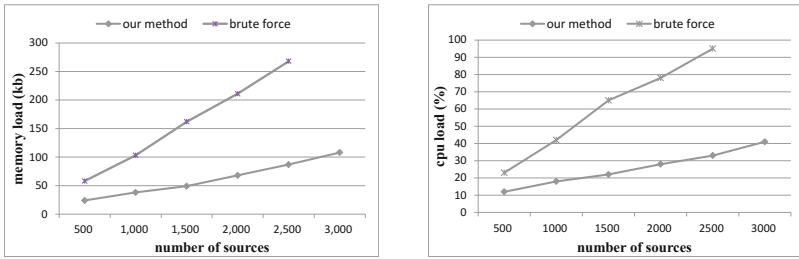 our method brute force
300
250
200
150
100
50
0
memory load (kb)
500 1,000 1,500 2,000 2,500 3,000
number of sources
our method brute force
100
90
80
70
60
50
40
30
20
10
0
cpu load (%)
500 1000 1500 2000 2500 3000
number of sources